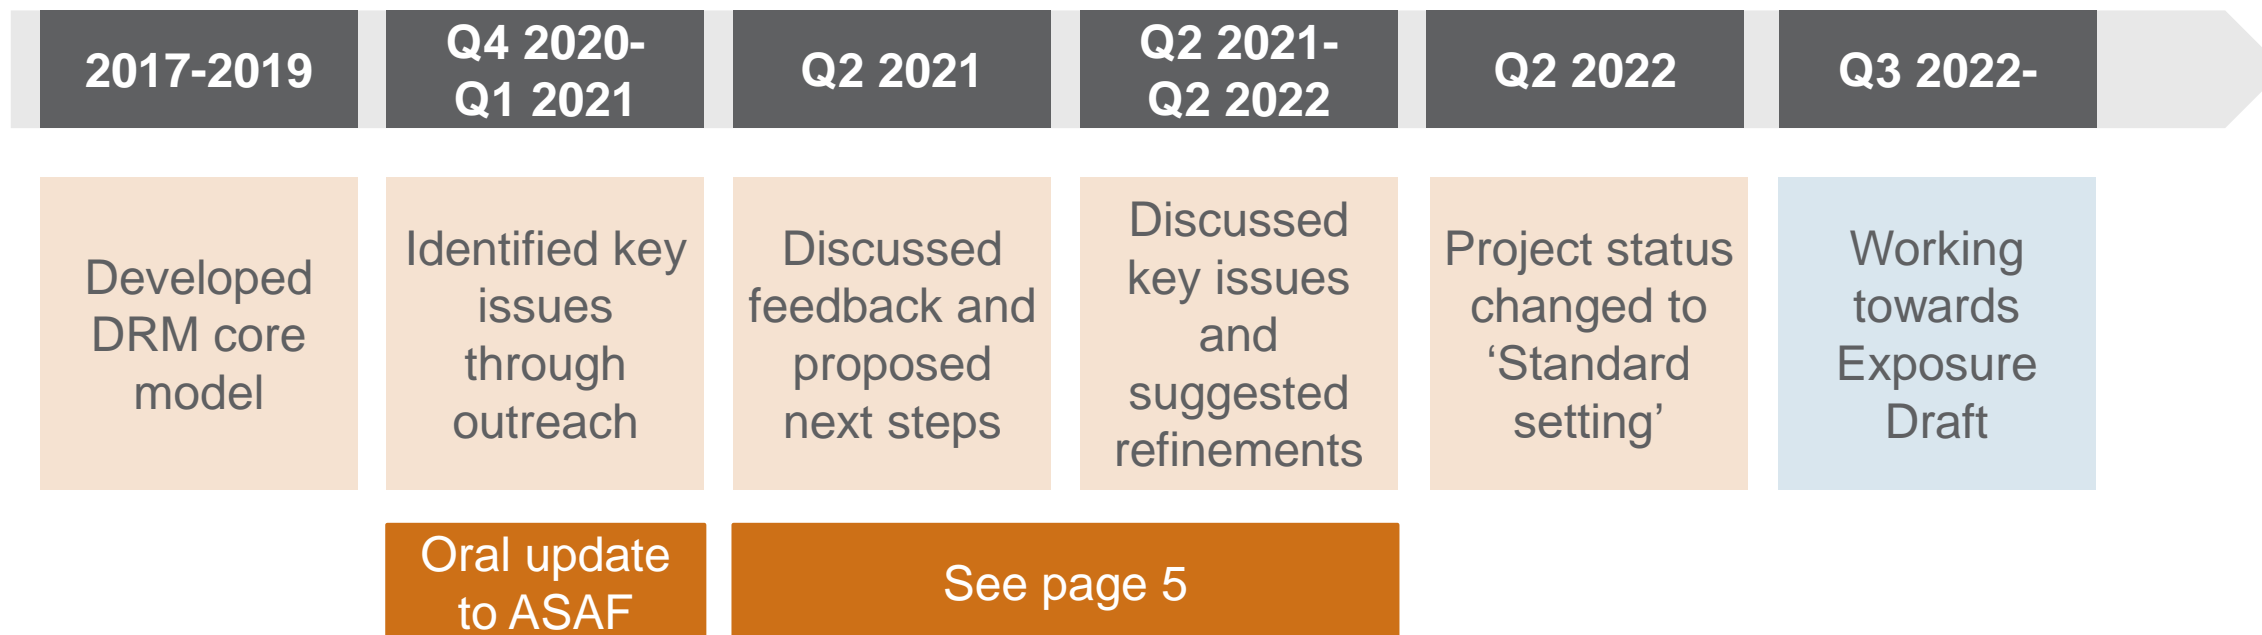 2017-2019
Q4 2020-
Q1 2021
Q2 2021
Q2 2021-
Q2 2022
Q2 2022
Q3 2022-
Developed
DRM core
model
Identified key
issues
through
outreach
Discussed
feedback and
proposed
next steps
Discussed
key issues
and
suggested
refinements
Project status
changed to
‘Standard
setting’
Working
towards
Exposure
Draft
Oral update
to ASAF
See page 5